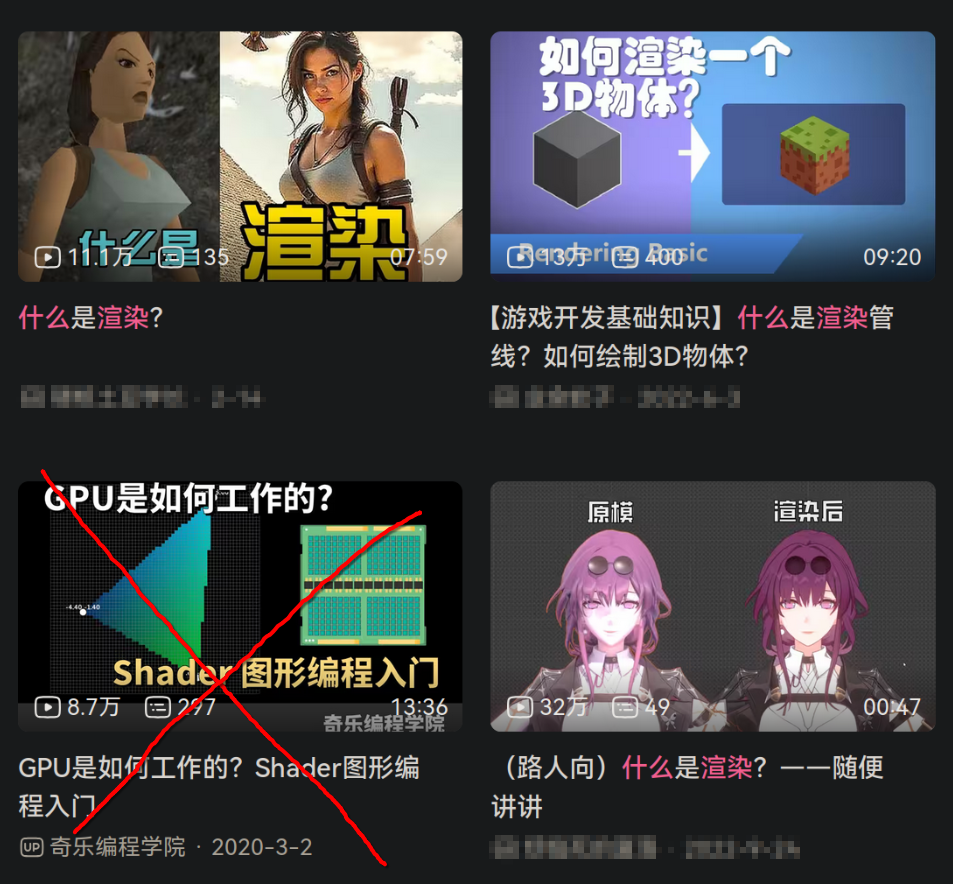 什么是
渲染
11.1万
135
07:59
什么是渲染?
如何渲染一个
3D物体?
Rendering Basic
13万
400
09:20
【游戏开发基础知识】什么是渲染管
线？如何绘制3D物体？
GPU是如何工作的?
-4.40, -1.40
Shader 图形编程入门
8.7万
297
13:36
奇乐编程学院
GPU是如何工作的？Shader图形编
程入门
UP 奇乐编程学院 · 2020-3-2
原模
渲染后
32万
49
00:47
（路人向）什么是渲染？——随便
讲讲